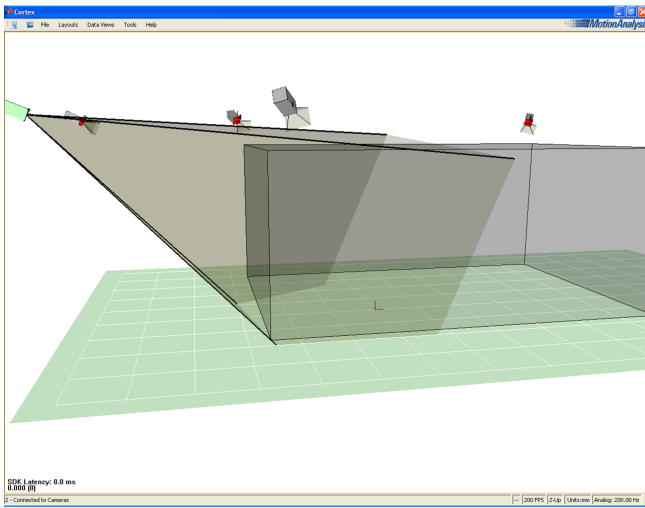 Cortex
File Layouts Data Views Tools Help
MotionAnalysi
SDK Latency: 0.0 ms
0.000 (0)
2 - Connected to Cameras -- 200 FPS Z-Up Units:mm Analog: 200.00 Hz